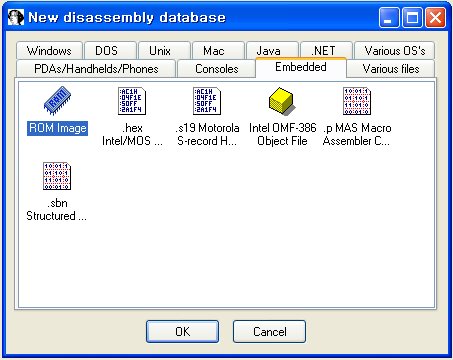 New disassembly database
Windows DOS Unix Mac Java .NET Various OS's
PDAs/Handhelds/Phones Consoles Embedded Various files
ROM Image
.hex
Intel/MOS ...
.s19 Motorola
S-record H...
Intel OMF-386
Object File
.p MAS Macro
Assembler C...
.sbn
Structured ...
OK Cancel